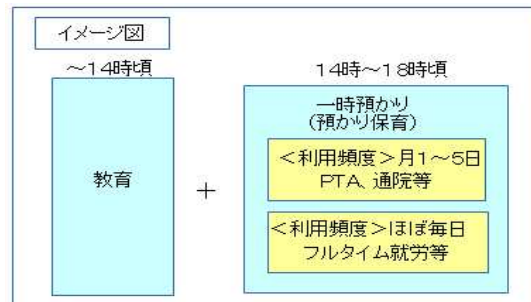 イメージ図
～14時頃
14時～18時頃
教育
＋
一時預かり
(預かり保育)
＜利用頻度＞月1～5日
PTA、通院等
＜利用頻度＞ほぼ毎日
フルタイム就労等